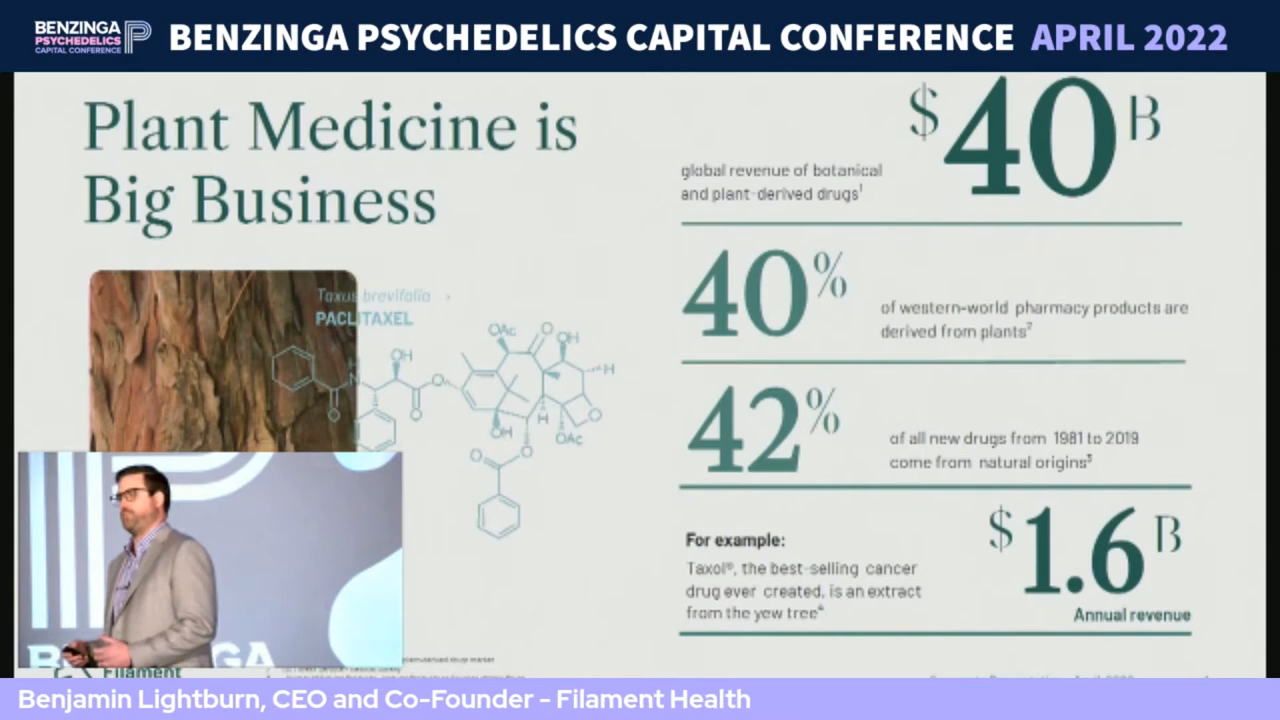 BENZINGA
PSYCHEDELICS
CAPITAL CONFERENCE
BENZINGA PSYCHEDELICS CAPITAL CONFERENCE APRIL 2022
Plant Medicine is
Big Business
Taxus brevifolia
PACLITAXEL
OAc
O
OH
H
OH
N
H
O
O
O
O
OH
H
OAc
O
O
$40B
global revenue of botanical
and plant-derived drugs¹
40%
of western-world pharmacy products are
derived from plants²
42%
of all new drugs from 1981 to 2019
come from natural origins³
For example:
Taxol®, the best-selling cancer
drug ever created, is an extract
from the yew tree⁴
$1.6B
Annual revenue
Filament
Benjamin Lightburn, CEO and Co-Founder - Filament Health